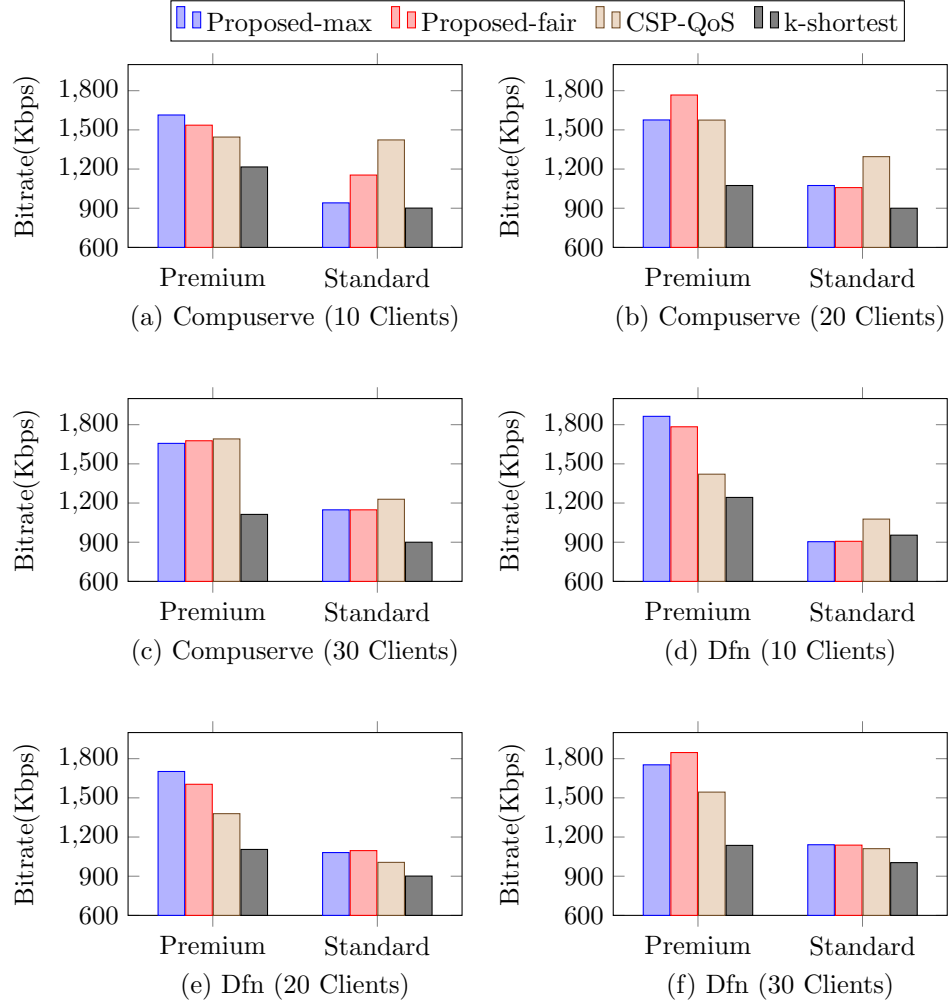 Proposed-max Proposed-fair CSP-QoS k-shortest
1,800
1,500
1,200
900
600
Bitrate(Kbps)
Premium Standard
(a) Compuserve (10 Clients)
1,800
1,500
1,200
900
600
Bitrate(Kbps)
Premium Standard
(b) Compuserve (20 Clients)
1,800
1,500
1,200
900
600
Bitrate(Kbps)
Premium Standard
(c) Compuserve (30 Clients)
1,800
1,500
1,200
900
600
Bitrate(Kbps)
Premium Standard
(d) Dfn (10 Clients)
1,800
1,500
1,200
900
600
Bitrate(Kbps)
Premium Standard
(e) Dfn (20 Clients)
1,800
1,500
1,200
900
600
Bitrate(Kbps)
Premium Standard
(f) Dfn (30 Clients)